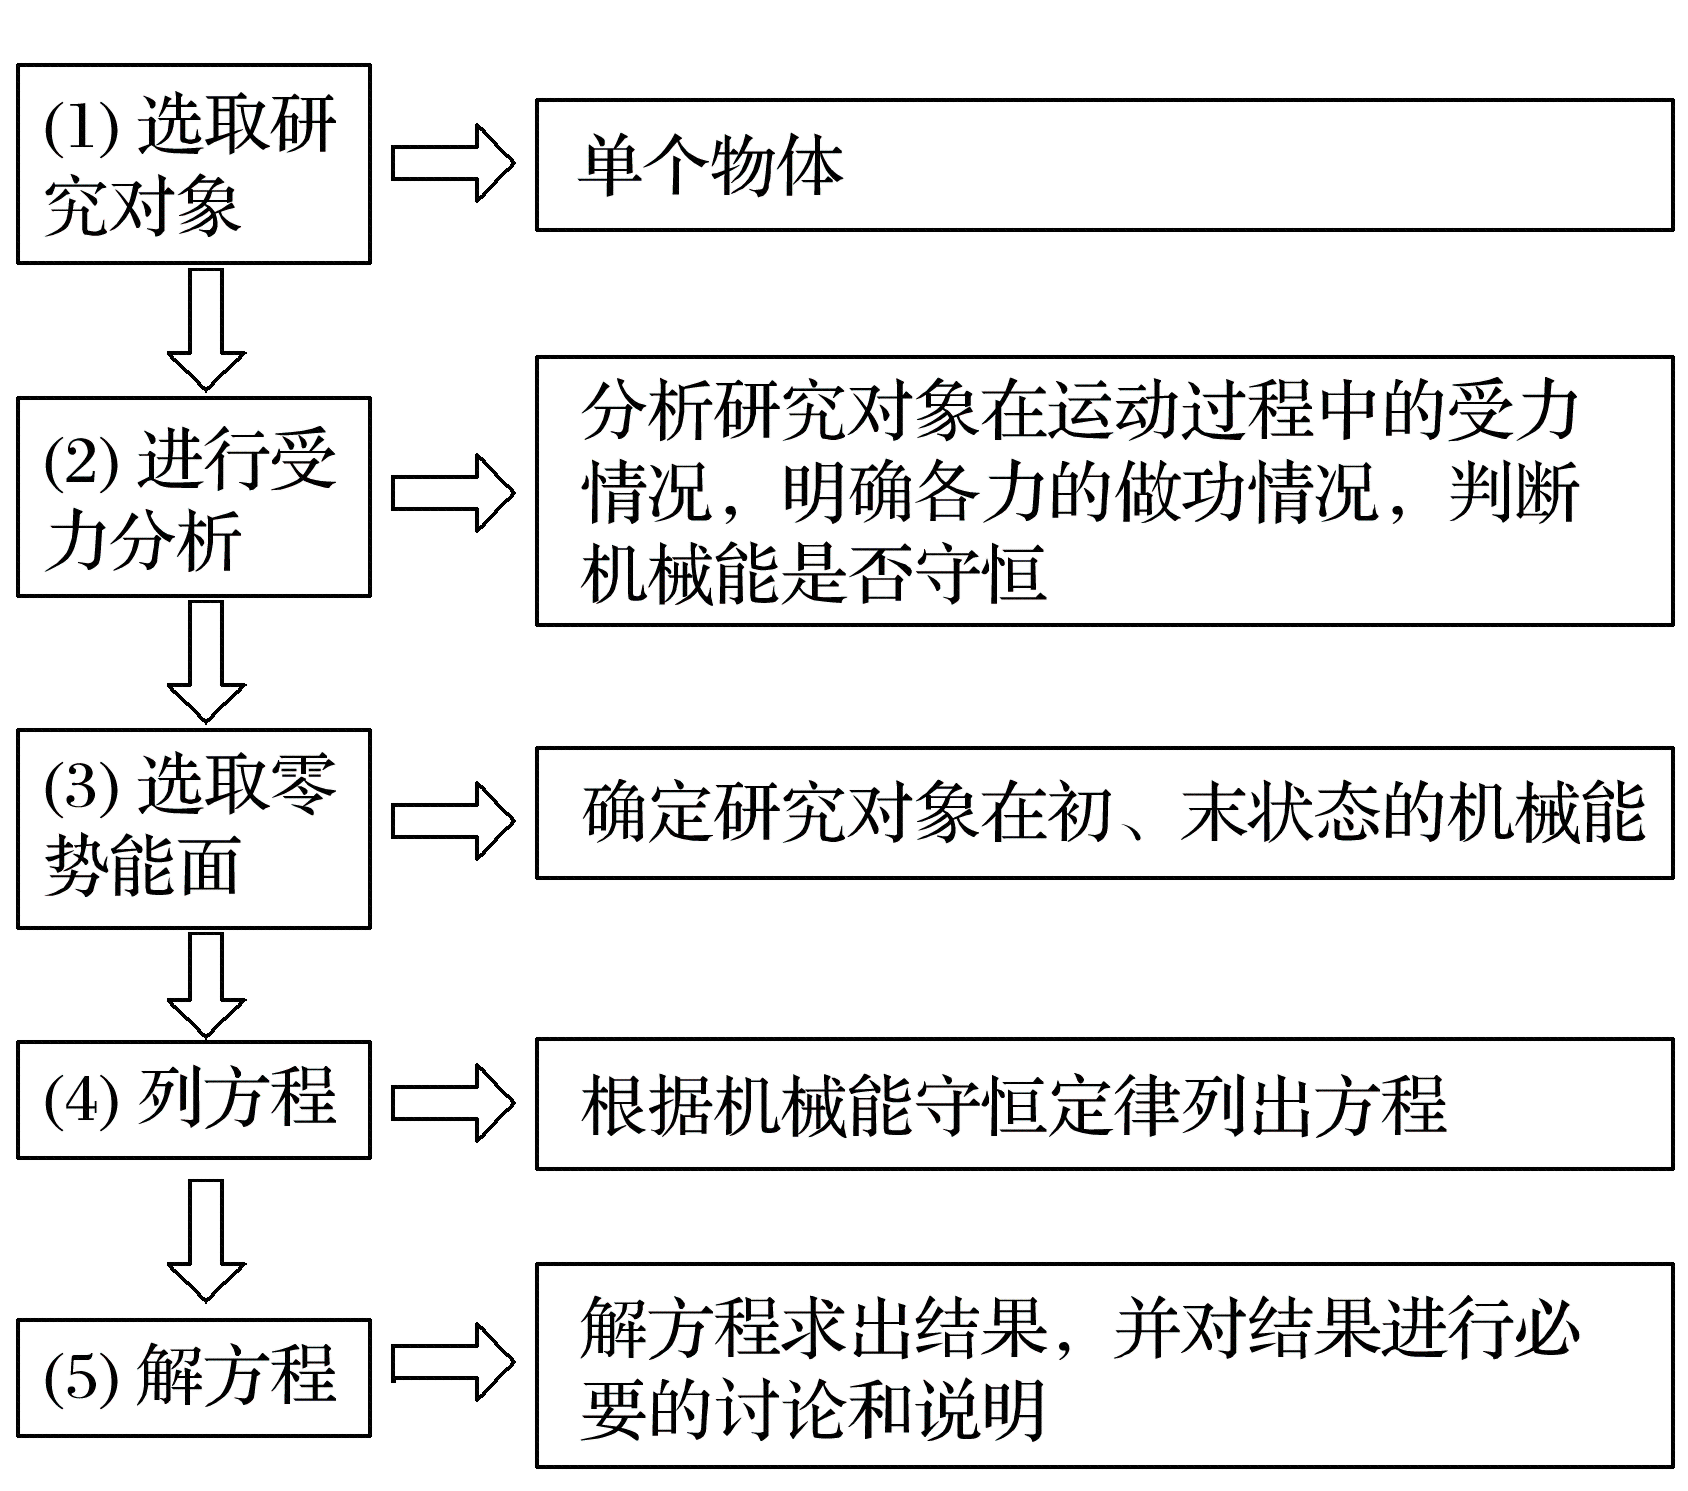 (1) 选取研
究对象
单个物体
(2) 进行受
力分析
分析研究对象在运动过程中的受力
情况，明确各力的做功情况，判断
机械能是否守恒
(3) 选取零
势能面
确定研究对象在初、末状态的机械能
(4) 列方程
根据机械能守恒定律列出方程
(5) 解方程
解方程求出结果，并对结果进行必
要的讨论和说明